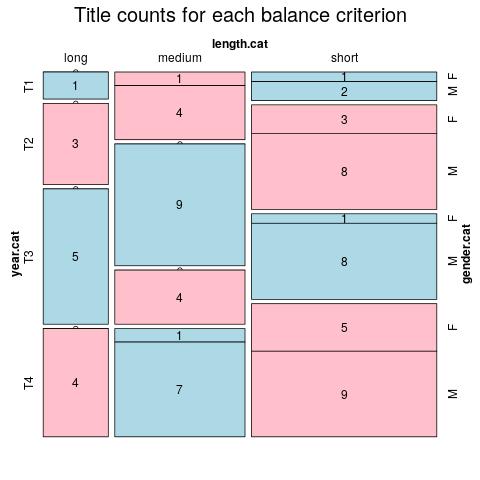 Title counts for each balance criterion
length.cat
long medium short
T1 1 1 1 F
4 2 M
T2 3 3 F
9 8 M
T3 5 4 1 F
8 M
T4 4 1 5 F
7 9 M
year.cat
gender.cat